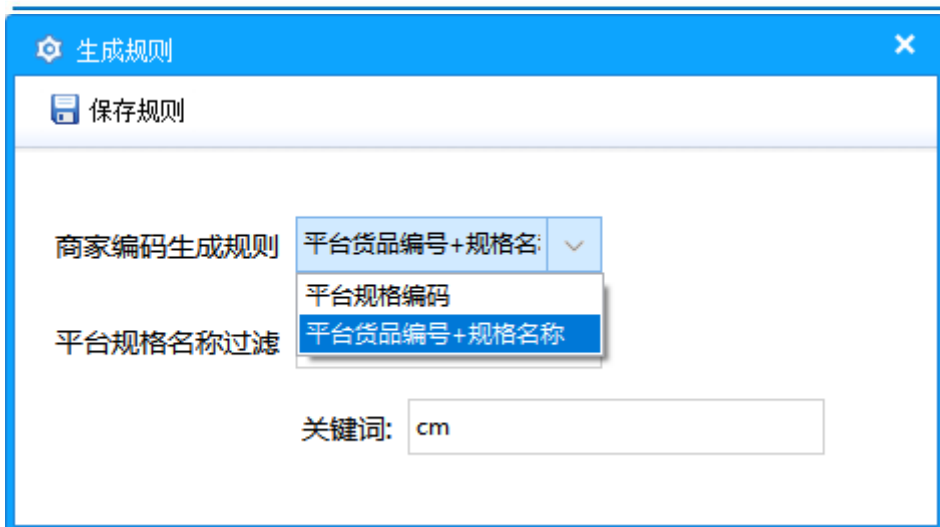 生成规则
保存规则
商家编码生成规则 平台货品编号+规格名
平台规格编码
平台货品编号+规格名称
平台规格名称过滤
关键词: cm